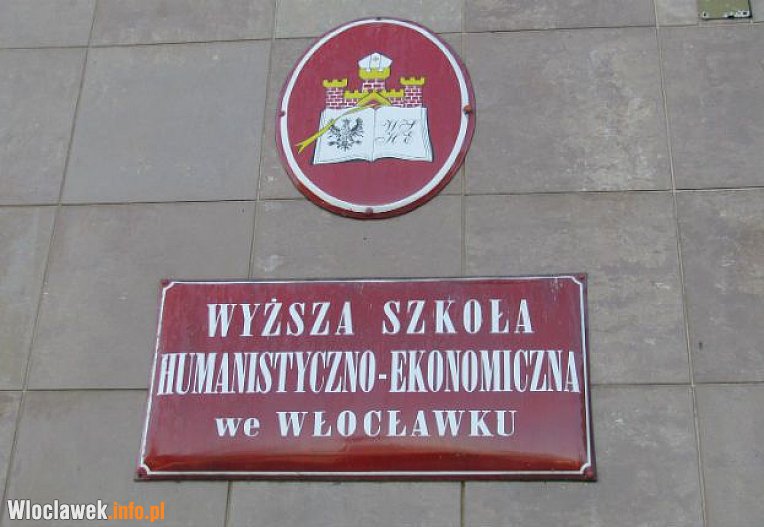 W S
H E
WYŻSZA SZKOŁA
HUMANISTYCZNO-EKONOMICZNA
we WŁOCŁAWKU
Wloclawek.info.pl